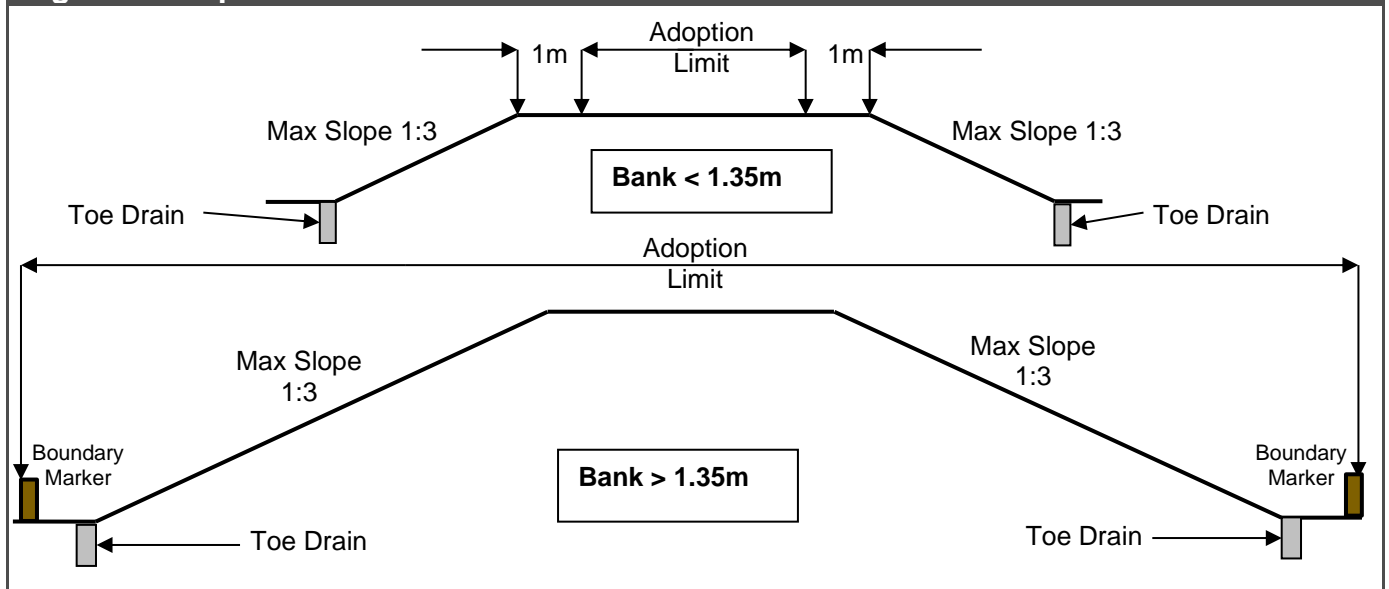 Adoption
1m
1m
Limit
Max Slope 1:3
Max Slope 1:3
Bank < 1.35m
Toe Drain
Toe Drain
Adoption
Limit
Max Slope
1:3
Max Slope
1:3
Boundary
Marker
Boundary
Marker
Bank > 1.35m
Toe Drain
Toe Drain